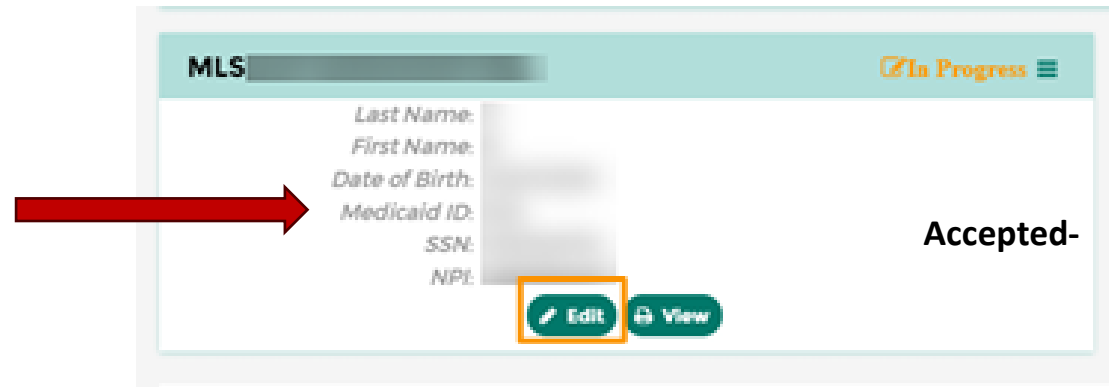 MLS
In Progress
Last Name:
First Name:
Date of Birth:
Medicaid ID:
SSN:
Accepted-
NPI:
Edit View